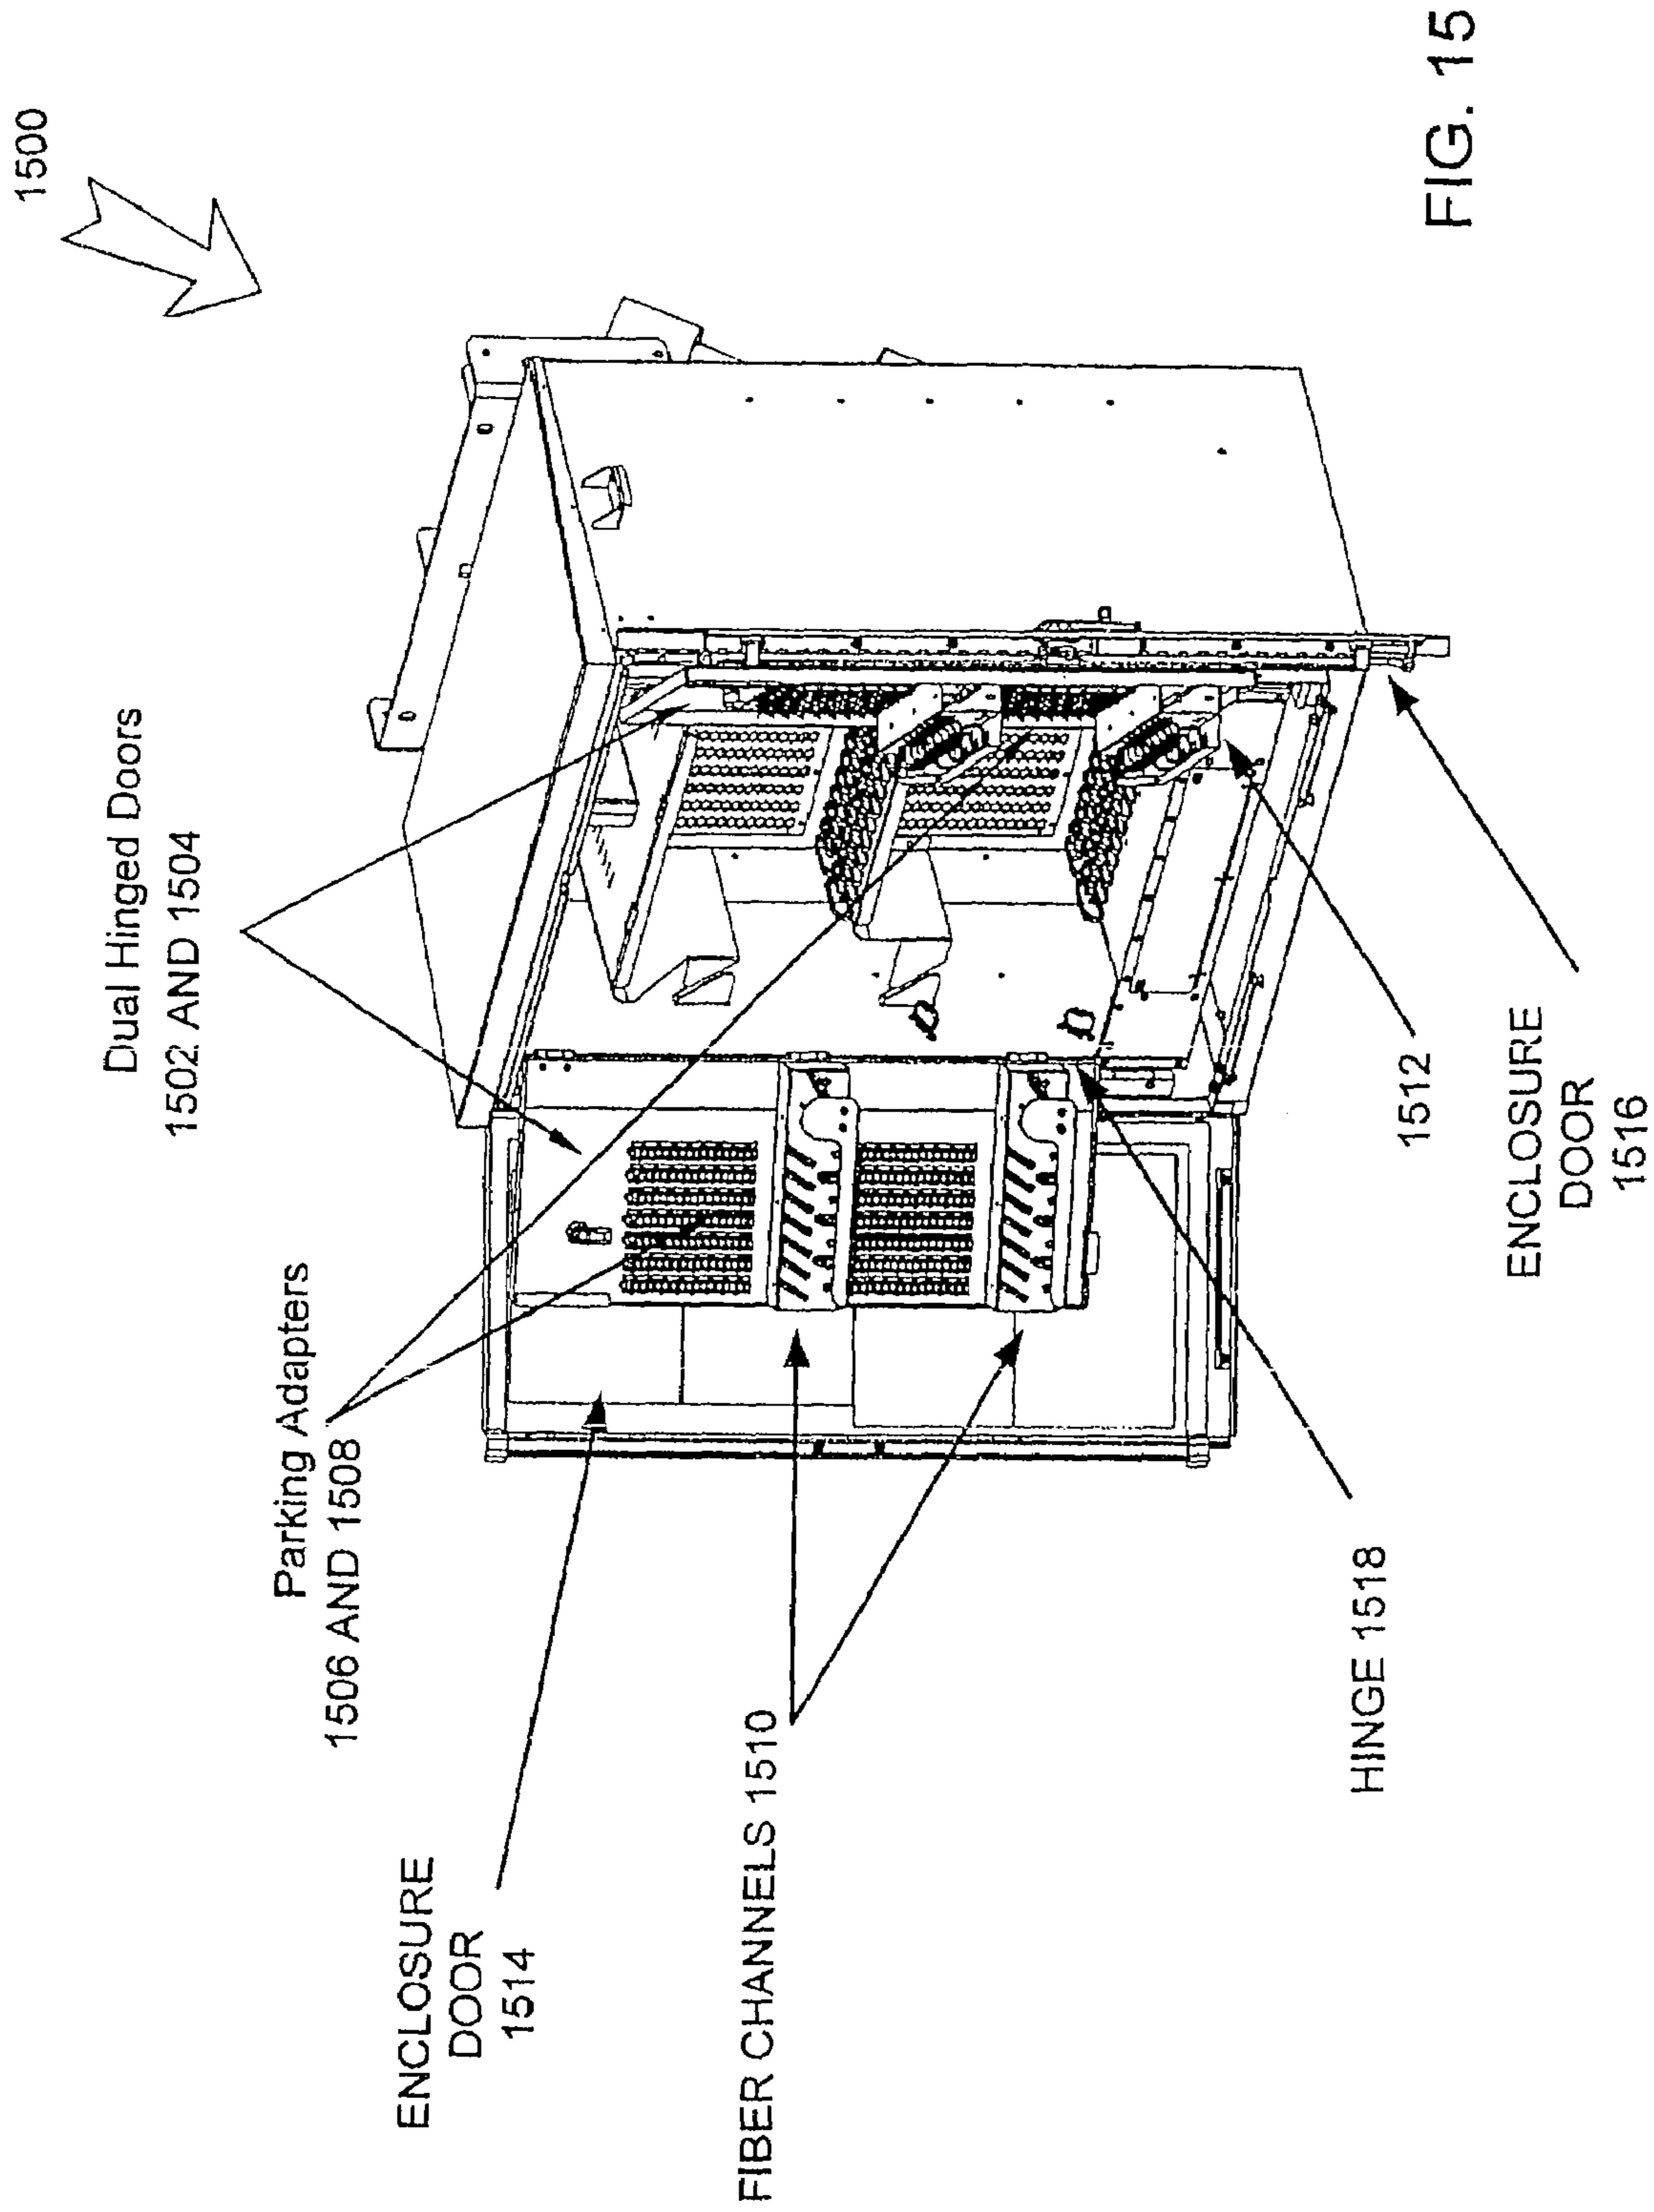 1500
Dual Hinged Doors
1502 AND 1504
Parking Adapters
1506 AND 1508
ENCLOSURE
DOOR
1514
FIBER CHANNELS 1510
HINGE 1518
1512
ENCLOSURE
DOOR
1516
FIG. 15